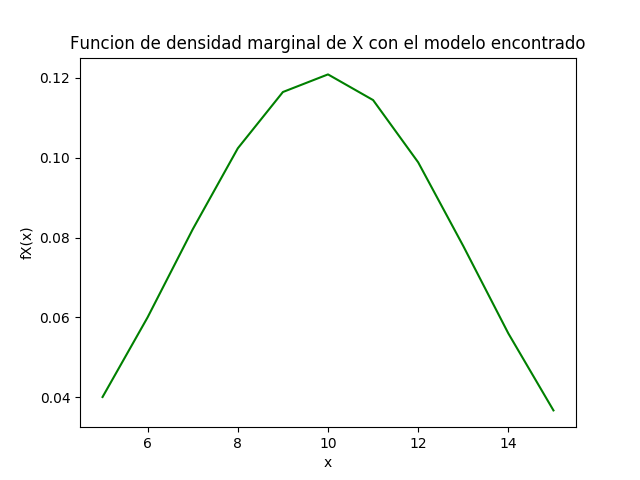 Funcion de densidad marginal de X con el modelo encontrado
0.12
0.10
0.08
0.06
0.04
fX(x)
6 8 10 12 14
x